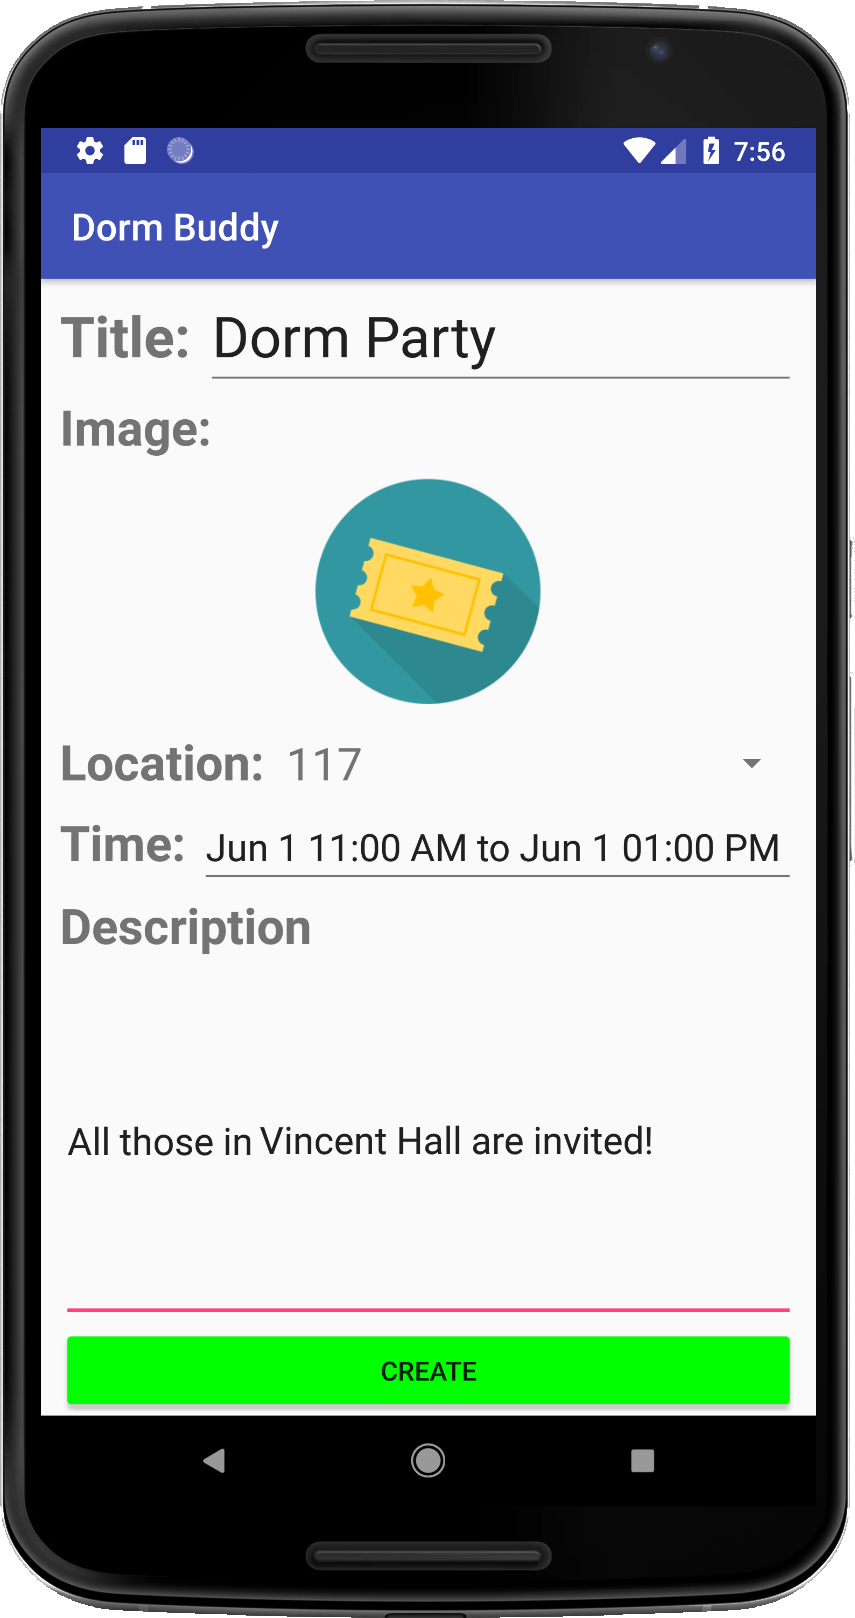 7:56
Dorm Buddy
Title: Dorm Party
Image:
Location: 117
Time: Jun 1 11:00 AM to Jun 1 01:00 PM
Description
All those in Vincent Hall are invited!
CREATE